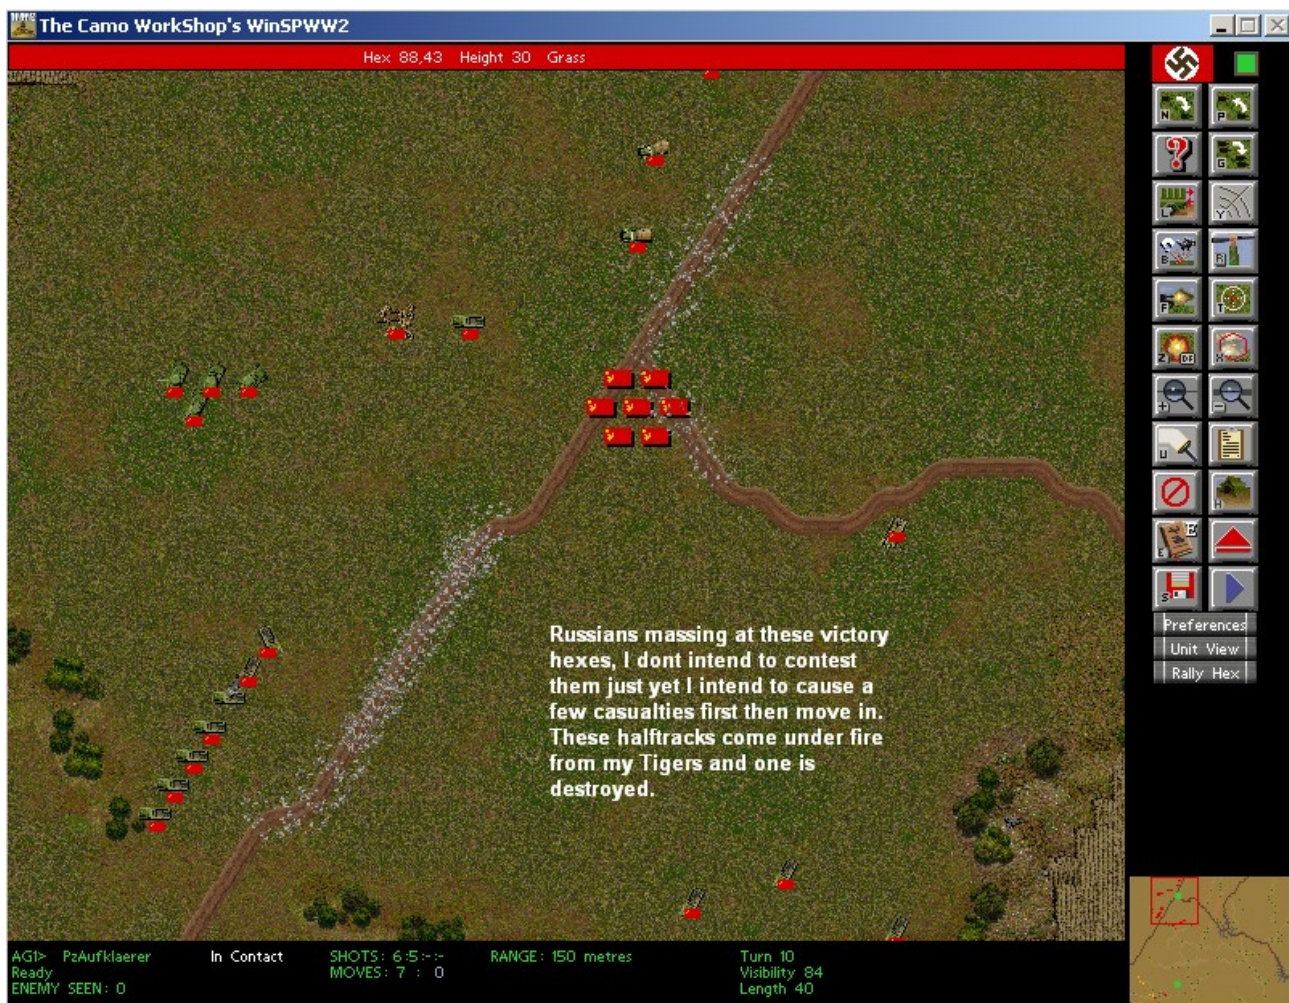 The Camo WorkShop's WinSPWW2
Hex 88,43 Height 30 Grass
N
P
G
L
Y
B
R
F
T
Z DF
X
+
-
U
H
E E
S
Preferences
Unit View
Rally Hex
Russians massing at these victory
hexes, I dont intend to contest
them just yet I intend to cause a
few casualties first then move in.
These halftracks come under fire
from my Tigers and one is
destroyed.
AG1> PzAufklaerer In Contact SHOTS: 6:5:-:- RANGE: 150 metres Turn 10
Ready MOVES: 7 : 0 Visibility 84
ENEMY SEEN: 0 Length 40